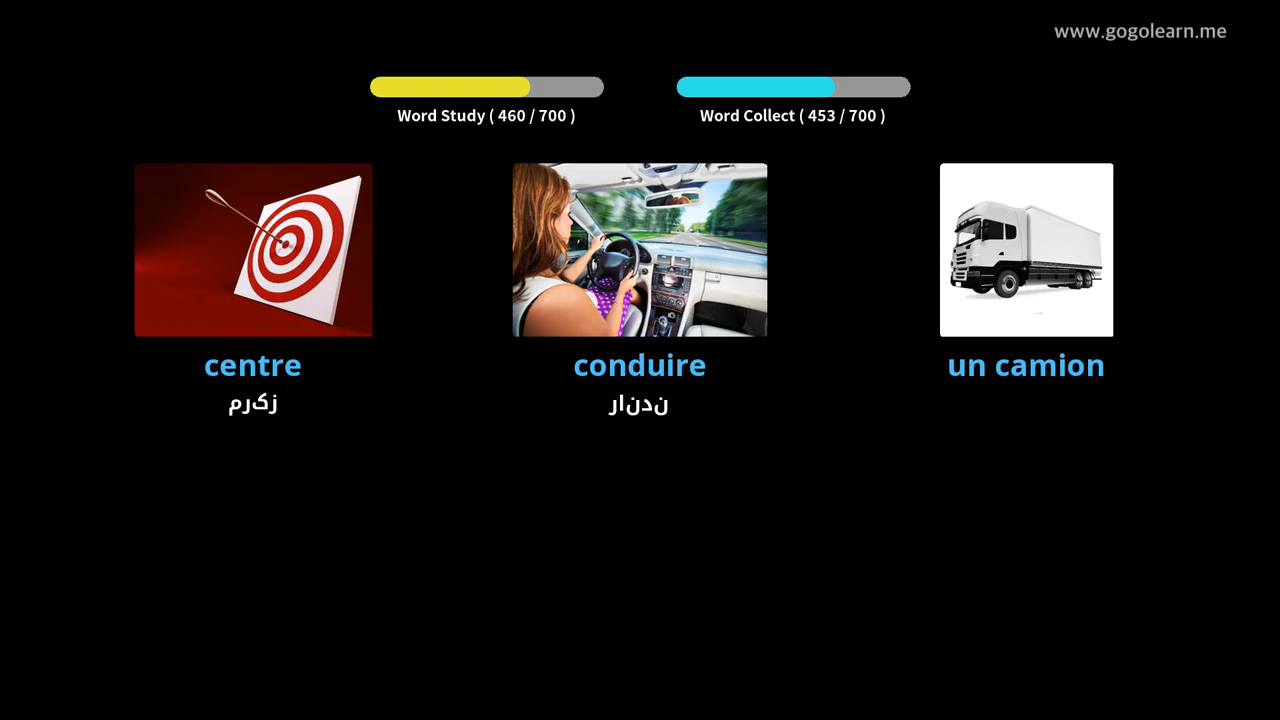 www.gogolearn.me
Word Study ( 460 / 700 )
Word Collect ( 453 / 700 )
centre
زکرم
conduire
ندنار
un camion